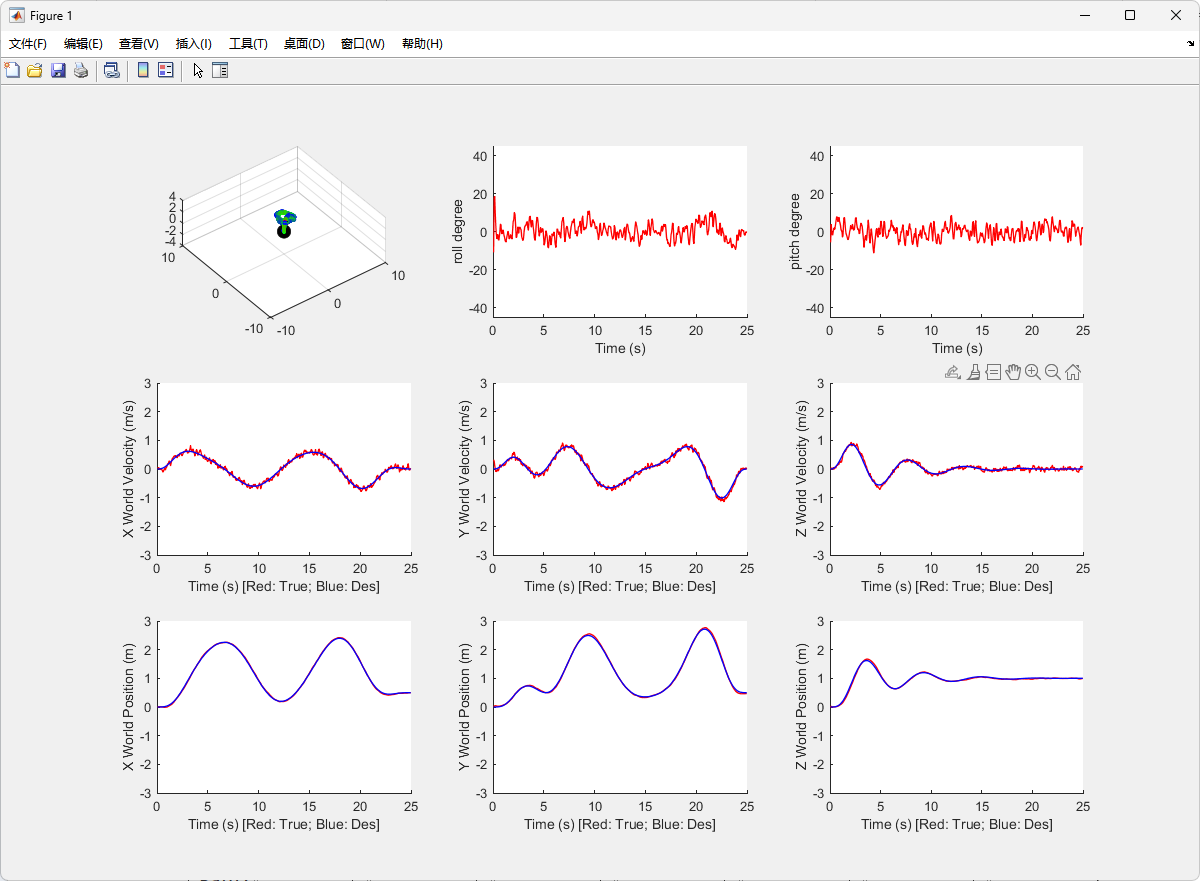 Figure 1
文件(F) 编辑(E) 查看(V) 插入(I) 工具(T) 桌面(D) 窗口(W) 帮助(H)
4
2
0
-2
-4
10
0
-10
-10
0
10
roll degree
40
20
0
-20
-40
0 5 10 15 20 25
Time (s)
pitch degree
40
20
0
-20
-40
0 5 10 15 20 25
Time (s)
X World Velocity (m/s)
3
2
1
0
-1
-2
-3
0 5 10 15 20 25
Time (s) [Red: True; Blue: Des]
Y World Velocity (m/s)
3
2
1
0
-1
-2
-3
0 5 10 15 20 25
Time (s) [Red: True; Blue: Des]
Z World Velocity (m/s)
3
2
1
0
-1
-2
-3
0 5 10 15 20 25
Time (s) [Red: True; Blue: Des]
X World Position (m)
3
2
1
0
-1
-2
-3
0 5 10 15 20 25
Time (s) [Red: True; Blue: Des]
Y World Position (m)
3
2
1
0
-1
-2
-3
0 5 10 15 20 25
Time (s) [Red: True; Blue: Des]
Z World Position (m)
3
2
1
0
-1
-2
-3
0 5 10 15 20 25
Time (s) [Red: True; Blue: Des]